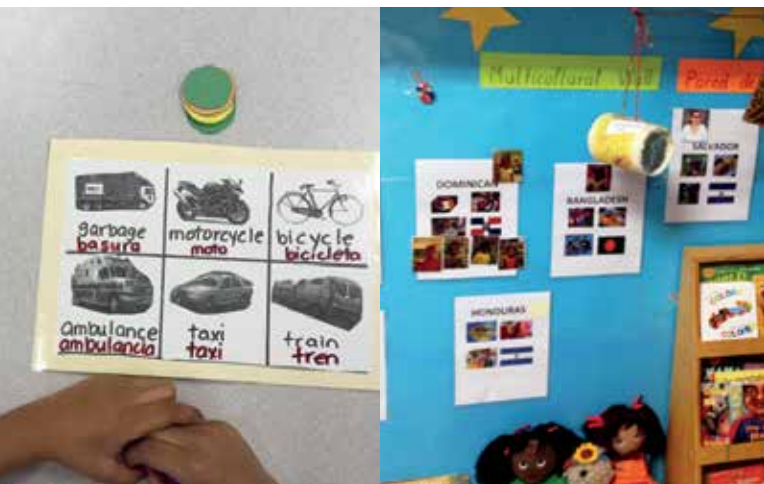 garbage
basura
motorcycle
moto
bicycle
bicicleta
ambulance
ambulancia
taxi
taxi
train
tren
Multicultural Wall
Pared de
DOMINICAN
BANGLADESH
SALVADOR
HONDURAS